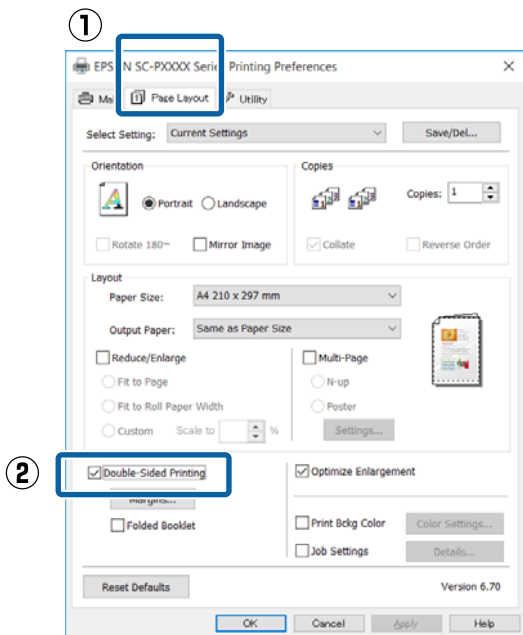 1
EPS N SC-PXXXX Serie Printing Preferences
Ma Page Layout Utility
Select Setting: Current Settings Save/Del...
Orientation Copies
Portrait Landscape Copies: 1
Rotate 180° Mirror Image Collate Reverse Order
Layout
Paper Size: A4 210 x 297 mm
Output Paper: Same as Paper Size
Reduce/Enlarge Multi-Page
Fit to Page N-up
Fit to Roll Paper Width Poster
Custom Scale to % Settings...
2
Double-Sided Printing Optimize Enlargement
Margins...
Folded Booklet Print Bckg Color Color Settings...
Job Settings Details...
Reset Defaults Version 6.70
OK Cancel Apply Help